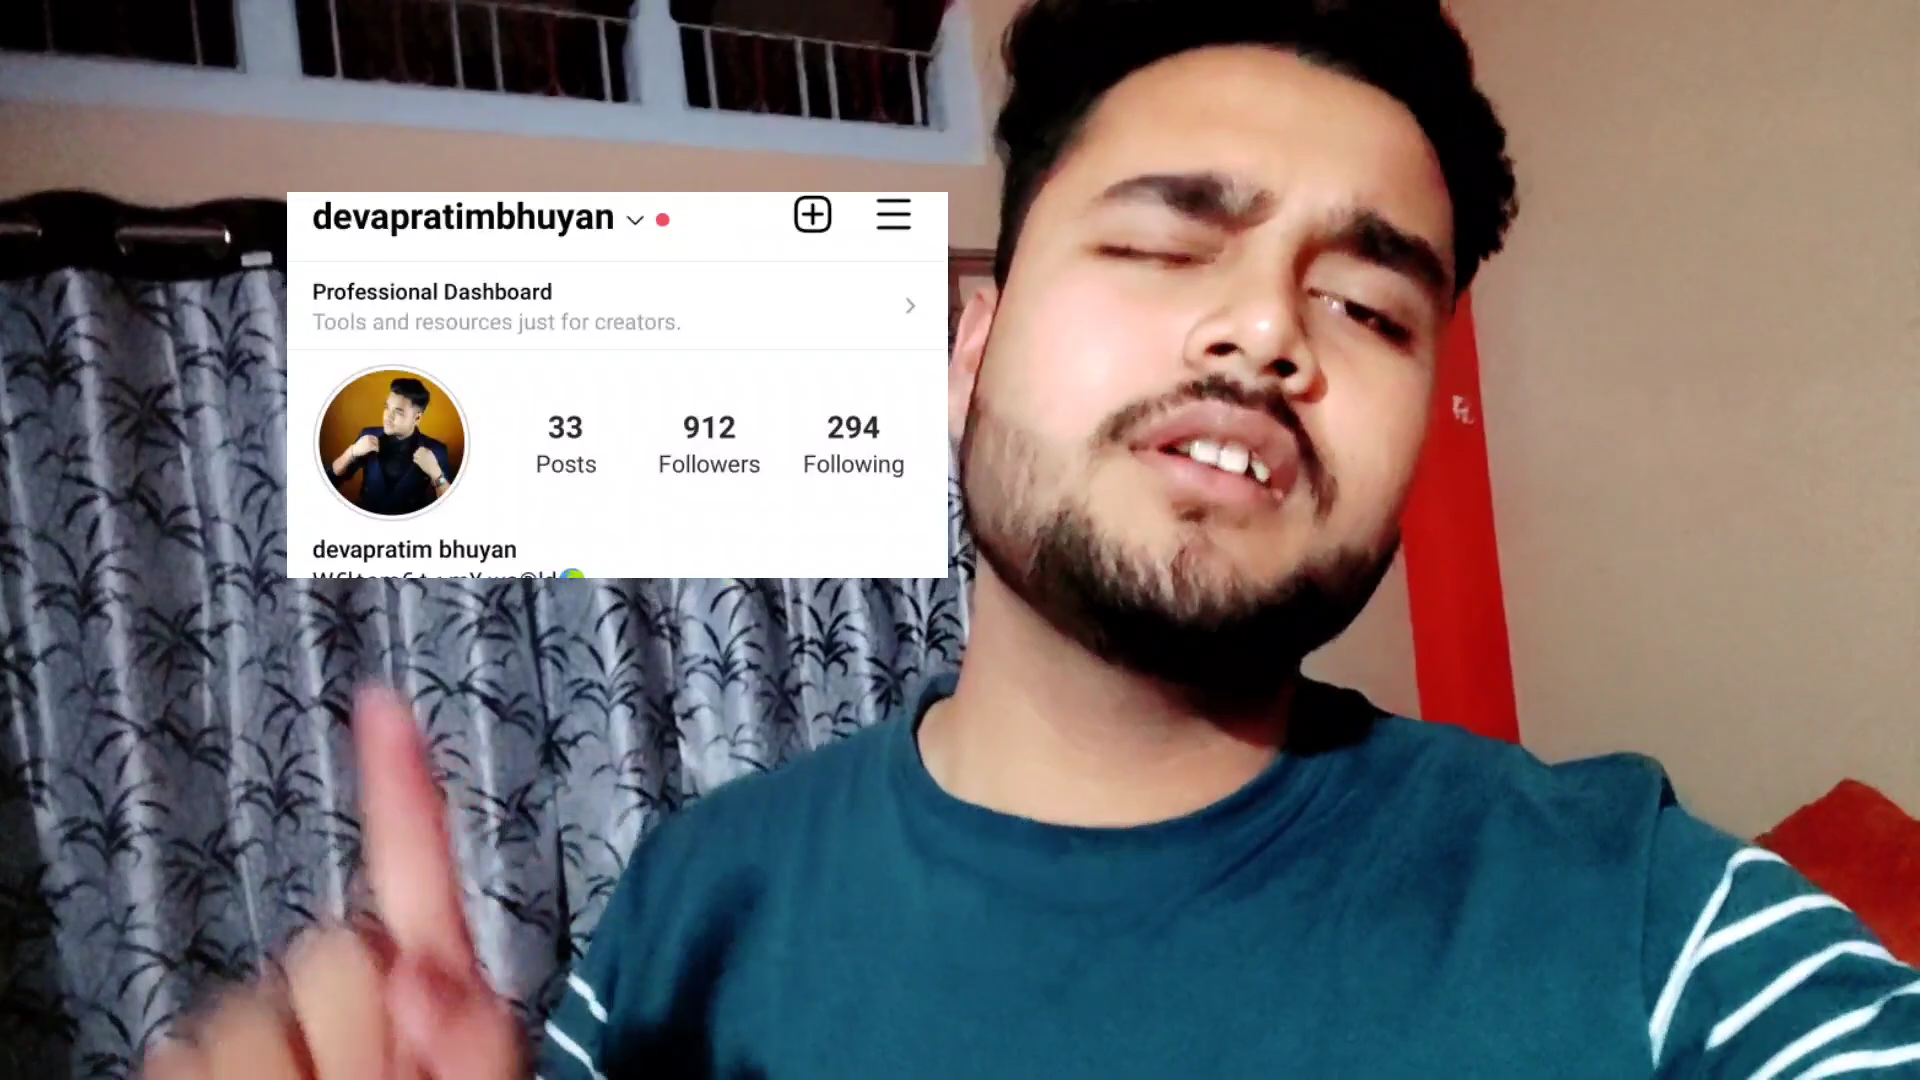 devapratimbhuyan
Professional Dashboard
Tools and resources just for creators.
33 912 294
Posts Followers Following
devapratim bhuyan